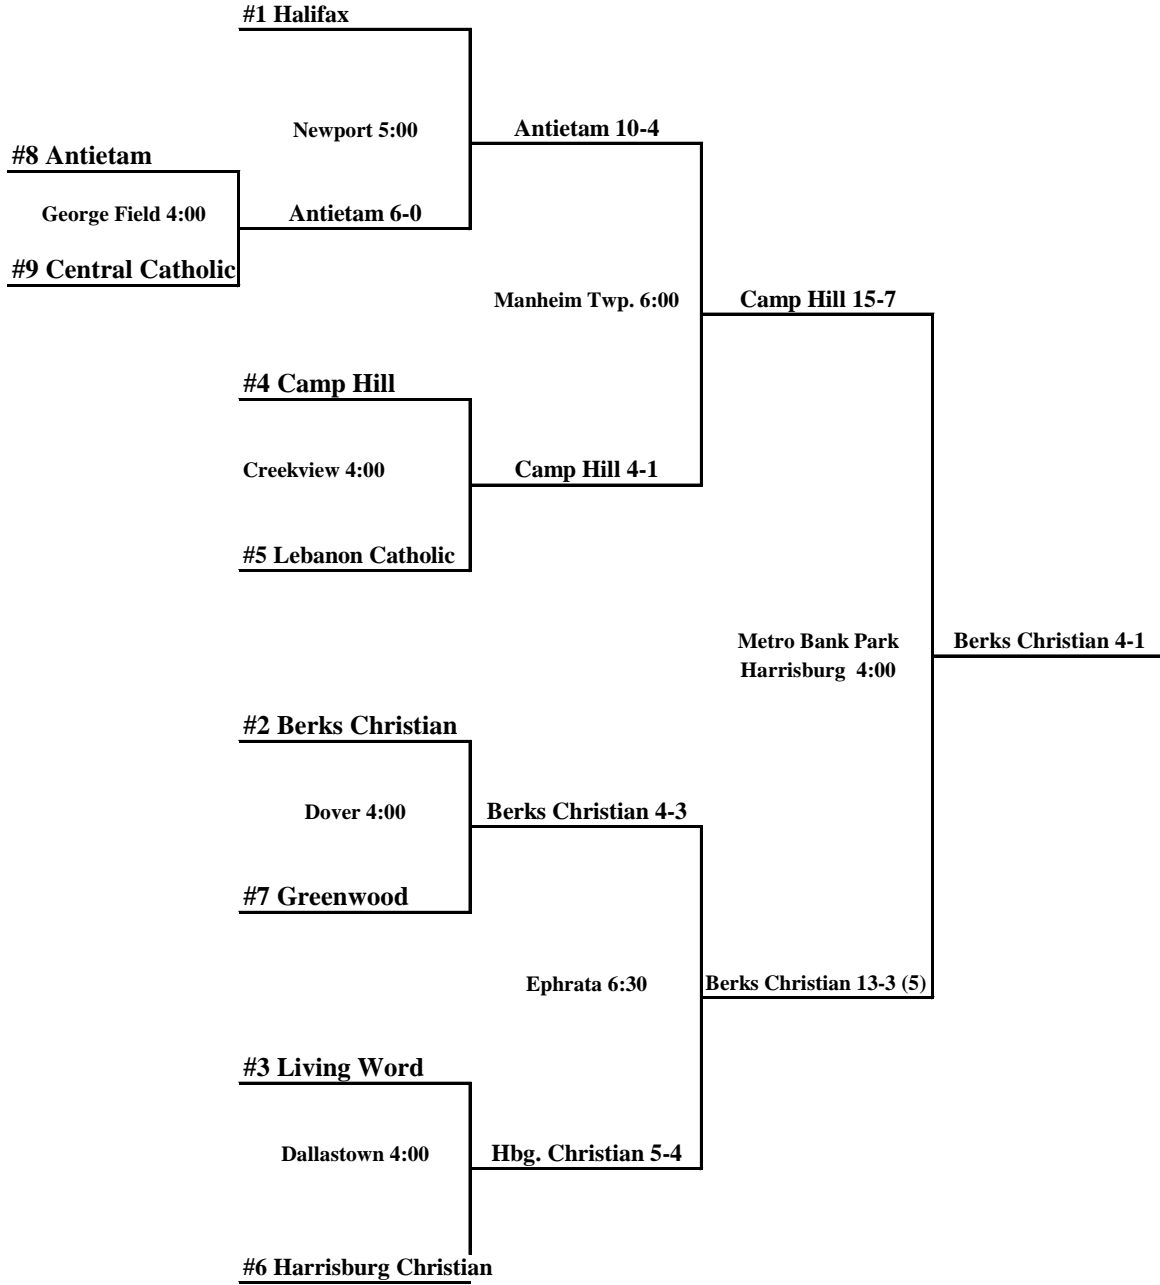 #1 Halifax
Newport 5:00
Antietam 10-4
#8 Antietam
George Field 4:00
Antietam 6-0
#9 Central Catholic
Manheim Twp. 6:00
Camp Hill 15-7
#4 Camp Hill
Creekview 4:00
Camp Hill 4-1
#5 Lebanon Catholic
Metro Bank Park
Harrisburg 4:00
Berks Christian 4-1
#2 Berks Christian
Dover 4:00
Berks Christian 4-3
#7 Greenwood
Ephrata 6:30
Berks Christian 13-3 (5)
#3 Living Word
Dallastown 4:00
Hbg. Christian 5-4
#6 Harrisburg Christian